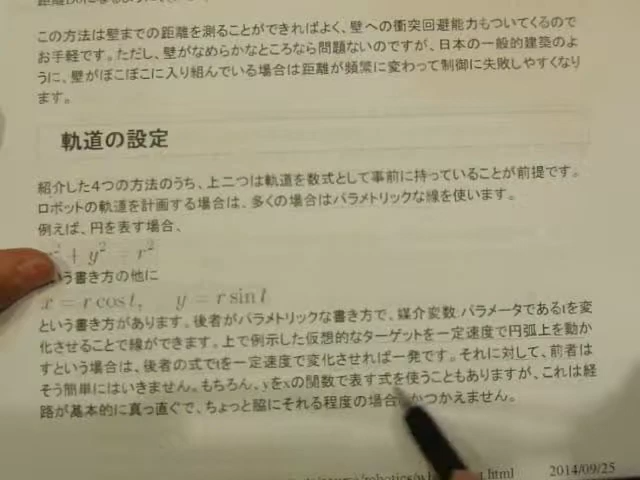 この方法は壁までの距離を測ることができればよく、壁への衝突回避能力もついてくるので
お手軽です。ただし、壁がなめらかなところなら問題ないのですが、日本の一般的建築のよ
うに、壁がぼこぼこに入り組んでいる場合は距離が頻繁に変わって制御に失敗しやすくなり
ます。
軌道の設定
紹介した4つの方法のうち、上二つは軌道を数式として事前に持っていることが前提です。
ロボットの軌道を計画する場合は、多くの場合はパラメトリックな線を使います。
例えば、円を表す場合、
+ y² = r²
いう書き方の他に
x = r cos t, y = r sin t
という書き方があります。後者がパラメトリックな書き方で、媒介変数:パラメータであるtを変
化させることで線ができます。上で例示した仮想的なターゲットを一定速度で円弧上を動か
すという場合は、後者の式でtを一定速度で変化させれば一発です。それに対して、前者は
そう簡単にはいきません。もちろん、yをxの関数で表す式を使うこともありますが、これは経
路が基本的に真っ直ぐで、ちょっと脇にそれる程度の場合 かつかえません。
2014/09/25